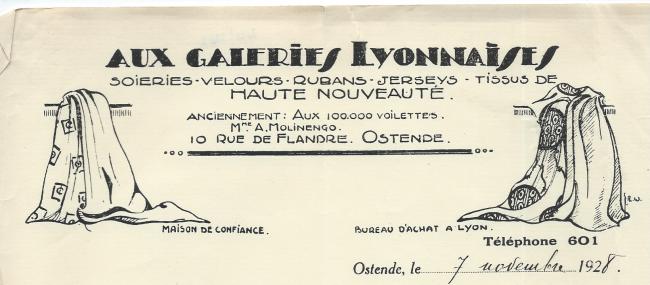 AUX GALERIES LYONNAISES
SOIERIES-VELOURS-RUBANS-JERSEYS-TISSUS DE
HAUTE NOUVEAUTÉ.
ANCIENNEMENT: AUX 100.000 VOILETTES.
Mme A. MOLINENGO.
10 RUE DE FLANDRE. OSTENDE.
MAISON DE CONFIANCE. BUREAU D'ACHAT A LYON.
Téléphone 601
Ostende, le 7 novembre 1928.